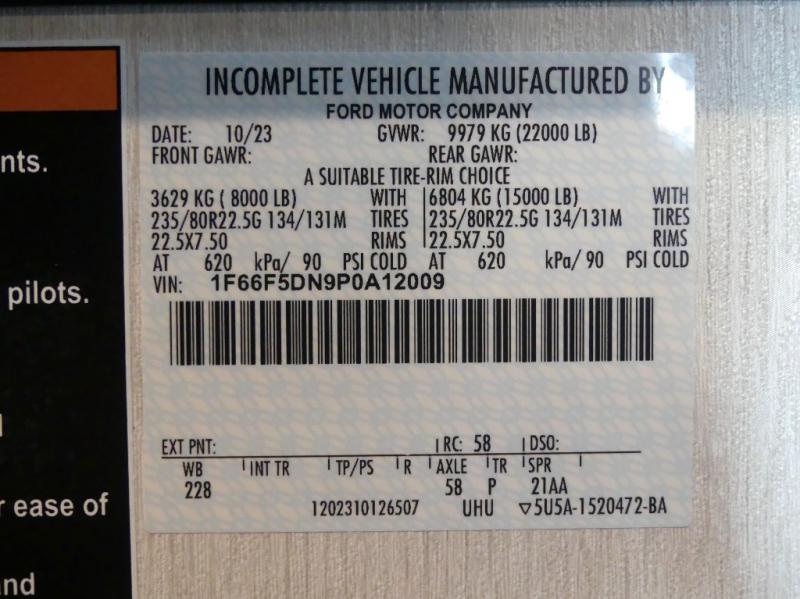 INCOMPLETE VEHICLE MANUFACTURED BY
FORD MOTOR COMPANY
DATE: 10/23 GVWR: 9979 KG (22000 LB)
FRONT GAWR: REAR GAWR:
A SUITABLE TIRE-RIM CHOICE
3629 KG ( 8000 LB) WITH 6804 KG (15000 LB) WITH
235/80R22.5G 134/131M TIRES 235/80R22.5G 134/131M TIRES
22.5X7.50 RIMS 22.5X7.50 RIMS
AT 620 kPa/ 90 PSI COLD AT 620 kPa/ 90 PSI COLD
VIN: 1F66F5DN9P0A12009
EXT PNT: RC: 58 DSO:
WB INT TR TP/PS R AXLE TR SPR
228 58 P 21AA
1202310126507 UHU ▽5U5A-1520472-BA
nts.
pilots.
r ease of
and